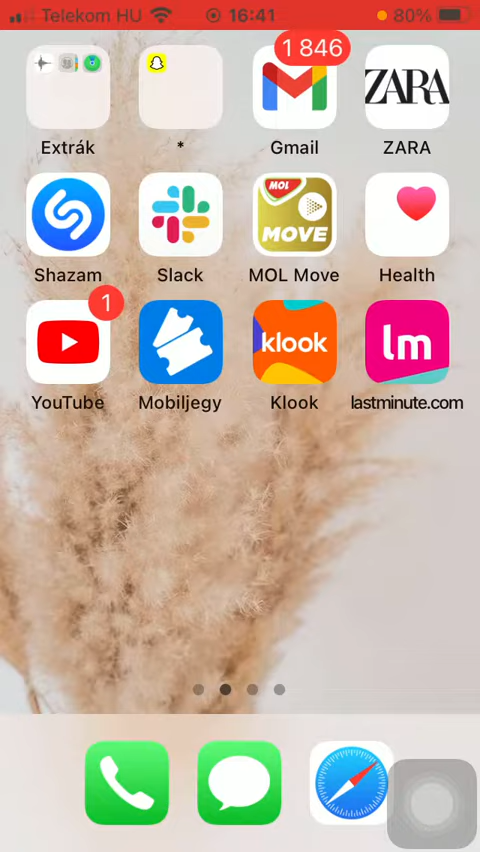 Telekom HU 16:41 80%
1 846
Extrák * Gmail ZARA
ZARA
MOL
MOVE
Shazam Slack MOL Move Health
1
klook lm
YouTube Mobiljegy Klook lastminute.com